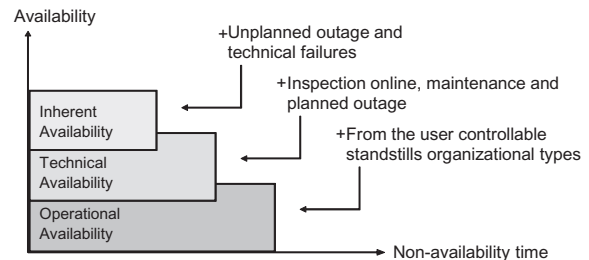 Availability
+Unplanned outage and
technical failures
+Inspection online, maintenance and
planned outage
+From the user controllable
standstills organizational types
Inherent
Availability
Technical
Availability
Operational
Availability
Non-availability time